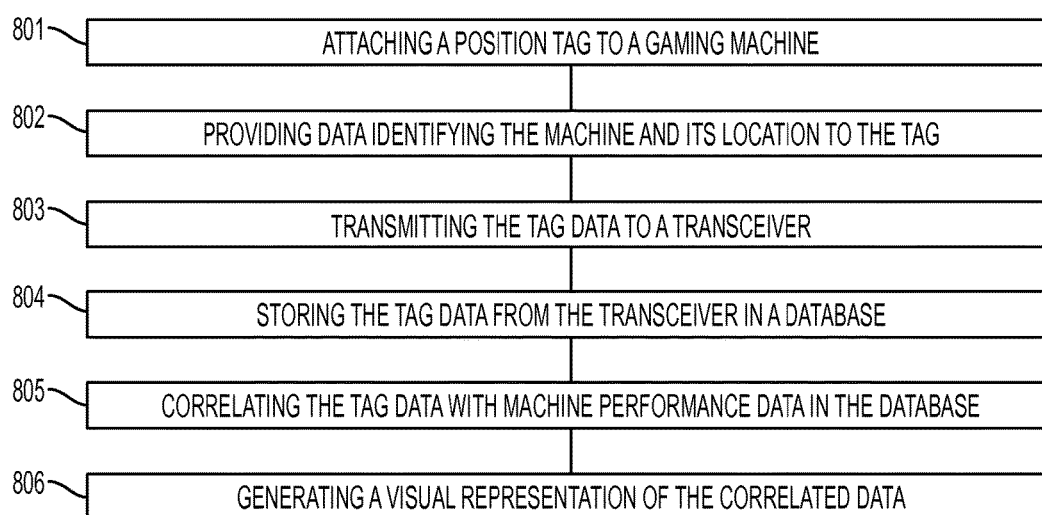 801 ATTACHING A POSITION TAG TO A GAMING MACHINE
802 PROVIDING DATA IDENTIFYING THE MACHINE AND ITS LOCATION TO THE TAG
803 TRANSMITTING THE TAG DATA TO A TRANSCEIVER
804 STORING THE TAG DATA FROM THE TRANSCEIVER IN A DATABASE
805 CORRELATING THE TAG DATA WITH MACHINE PERFORMANCE DATA IN THE DATABASE
806 GENERATING A VISUAL REPRESENTATION OF THE CORRELATED DATA